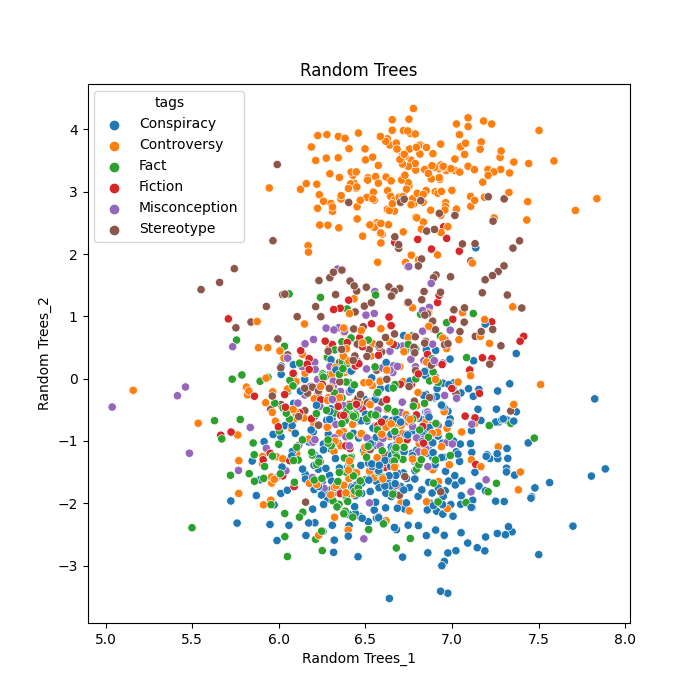 Random Trees
tags
Conspiracy
Controversy
Fact
Fiction
Misconception
Stereotype
Random Trees_2
4
3
2
1
0
−1
−2
−3
5.0 5.5 6.0 6.5 7.0 7.5 8.0
Random Trees_1